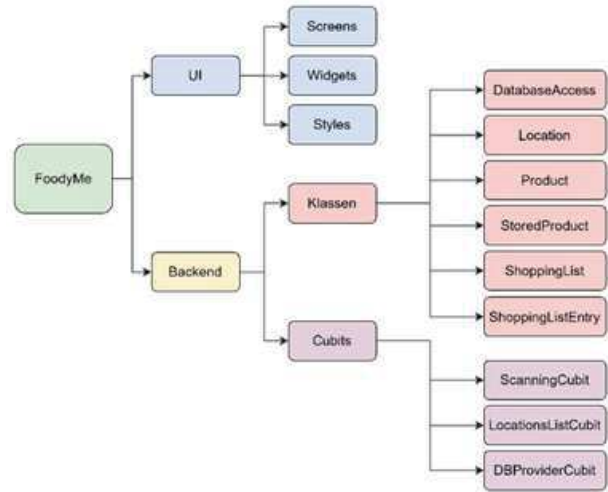 FoodyMe
UI
Screens
Widgets
Styles
Backend
Klassen
DatabaseAccess
Location
Product
StoredProduct
ShoppingList
ShoppingListEntry
Cubits
ScanningCubit
LocationsListCubit
DBProviderCubit